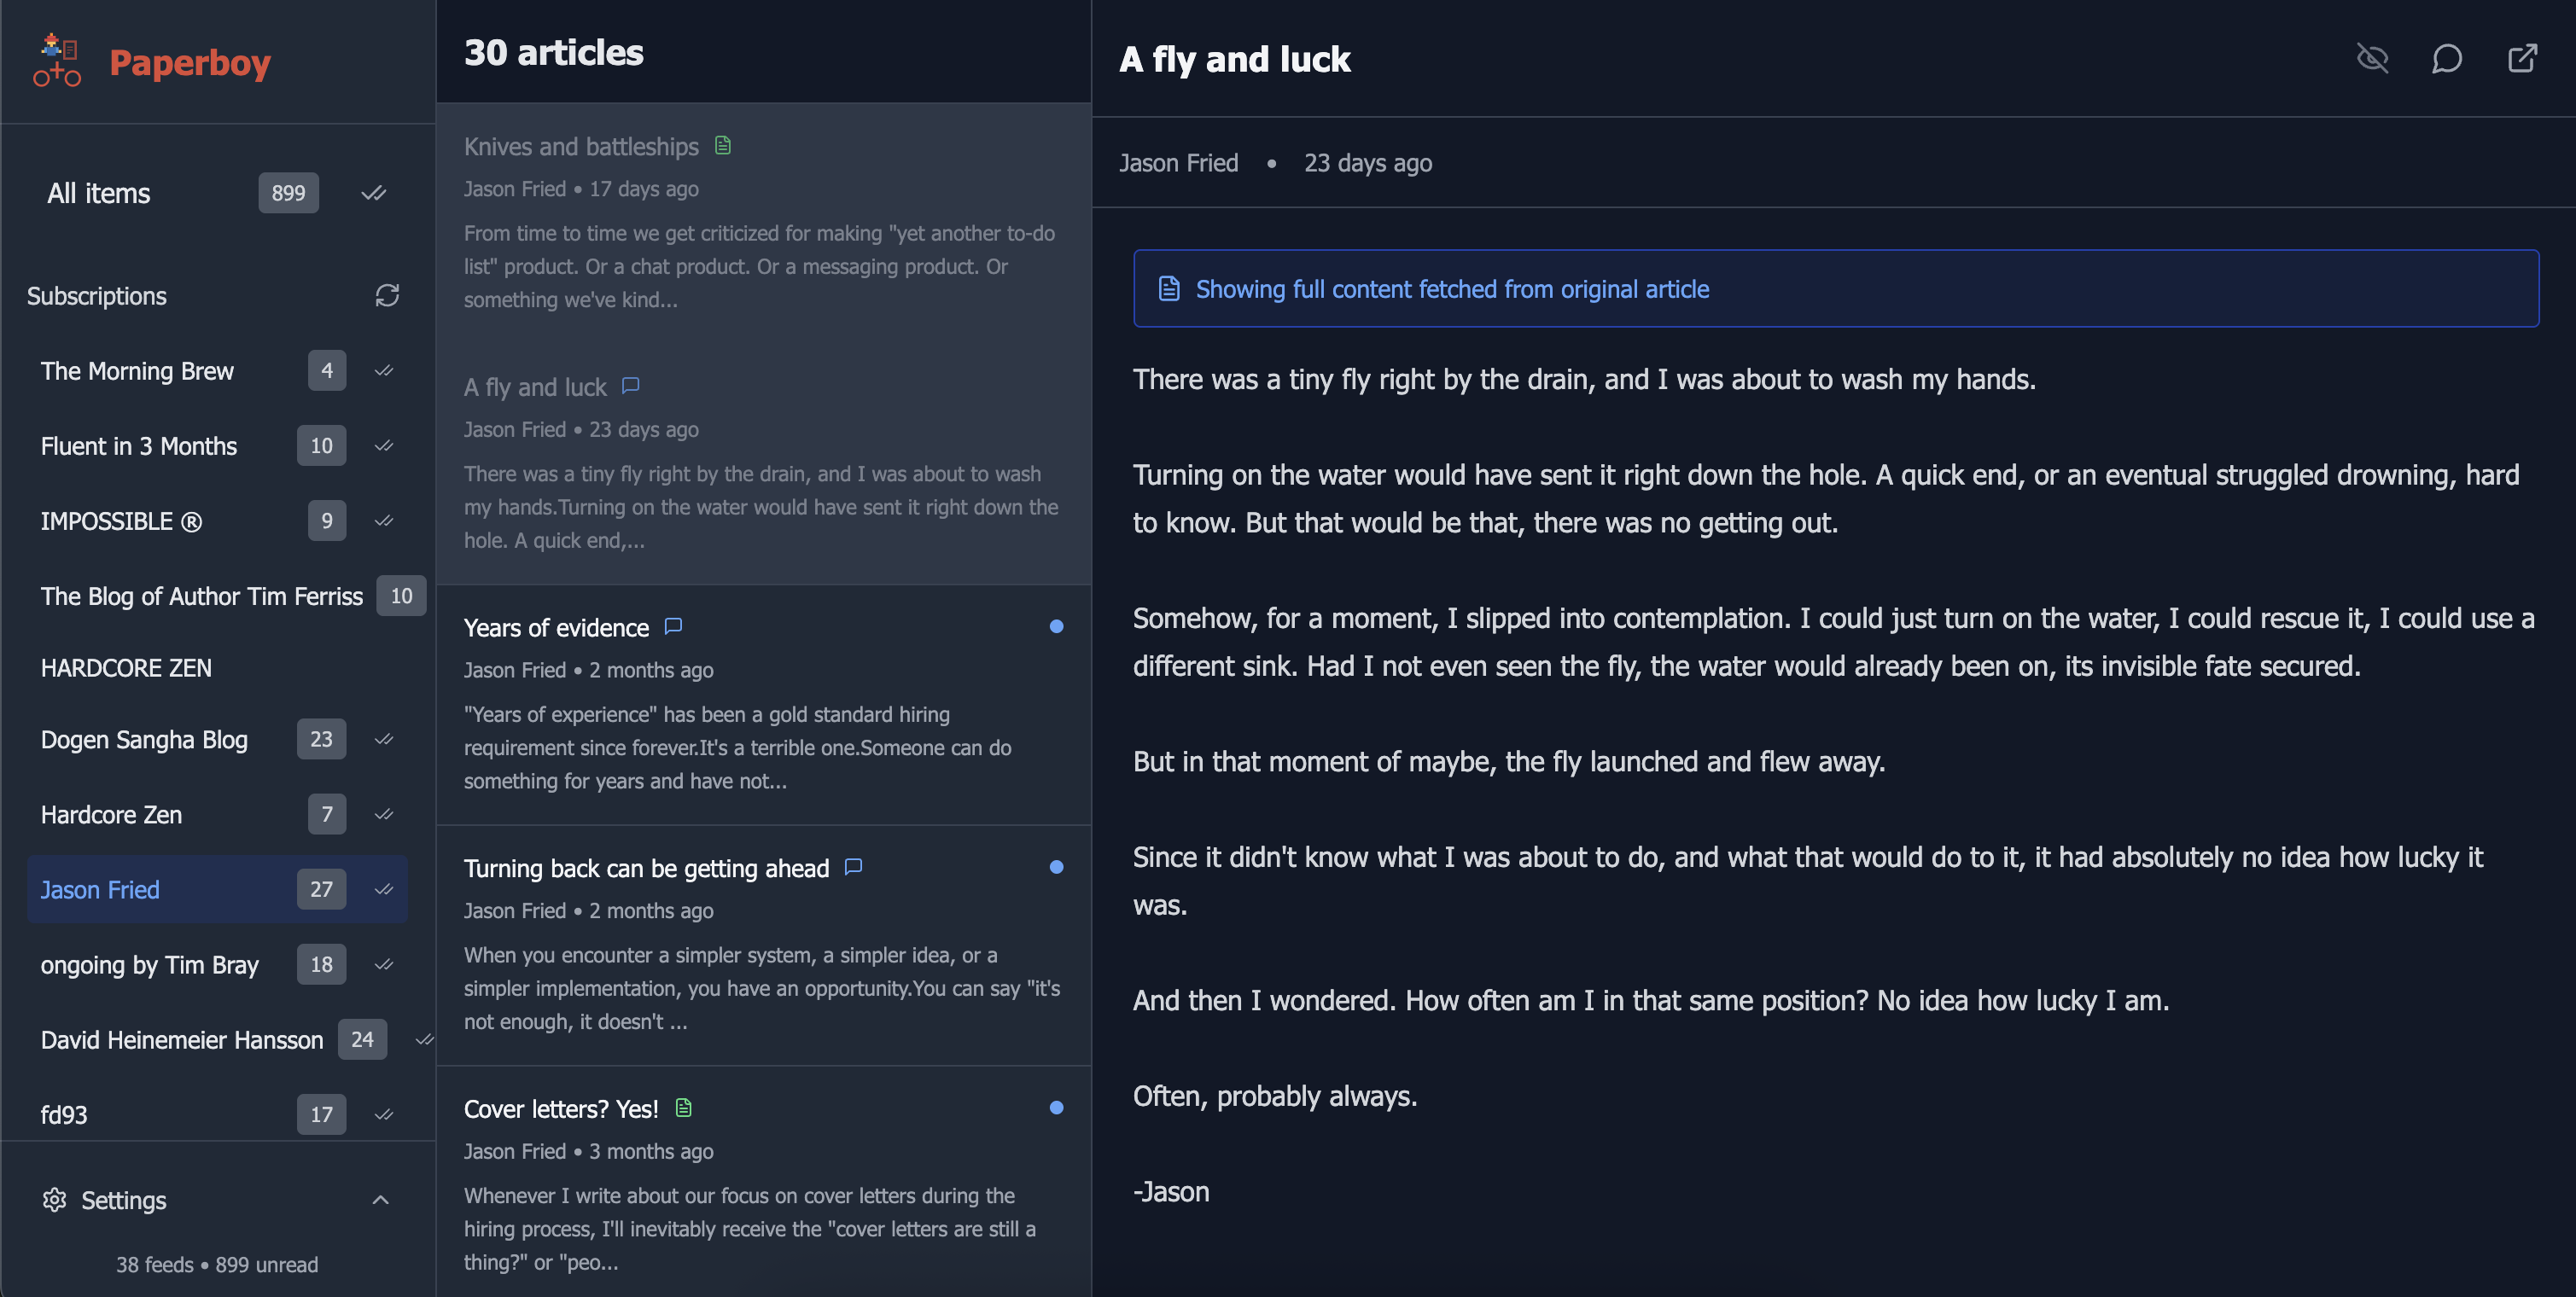 Paperboy
All items
899
Subscriptions
The Morning Brew
4
Fluent in 3 Months
10
IMPOSSIBLE ®
9
The Blog of Author Tim Ferriss
10
HARDCORE ZEN
Dogen Sangha Blog
23
Hardcore Zen
7
Jason Fried
27
ongoing by Tim Bray
18
David Heinemeier Hansson
24
fd93
17
Settings
38 feeds • 899 unread
30 articles
Knives and battleships
Jason Fried • 17 days ago
From time to time we get criticized for making "yet another to-do
list" product. Or a chat product. Or a messaging product. Or
something we've kind...
A fly and luck
Jason Fried • 23 days ago
There was a tiny fly right by the drain, and I was about to wash
my hands.Turning on the water would have sent it right down the
hole. A quick end,...
Years of evidence
Jason Fried • 2 months ago
"Years of experience" has been a gold standard hiring
requirement since forever.It's a terrible one.Someone can do
something for years and have not...
Turning back can be getting ahead
Jason Fried • 2 months ago
When you encounter a simpler system, a simpler idea, or a
simpler implementation, you have an opportunity.You can say "it's
not enough, it doesn't ...
Cover letters? Yes!
Jason Fried • 3 months ago
Whenever I write about our focus on cover letters during the
hiring process, I'll inevitably receive the "cover letters are still a
thing?" or "peo...
A fly and luck
Jason Fried • 23 days ago
Showing full content fetched from original article
There was a tiny fly right by the drain, and I was about to wash my hands.
Turning on the water would have sent it right down the hole. A quick end, or an eventual struggled drowning, hard
to know. But that would be that, there was no getting out.
Somehow, for a moment, I slipped into contemplation. I could just turn on the water, I could rescue it, I could use a
different sink. Had I not even seen the fly, the water would already been on, its invisible fate secured.
But in that moment of maybe, the fly launched and flew away.
Since it didn't know what I was about to do, and what that would do to it, it had absolutely no idea how lucky it
was.
And then I wondered. How often am I in that same position? No idea how lucky I am.
Often, probably always.
-Jason